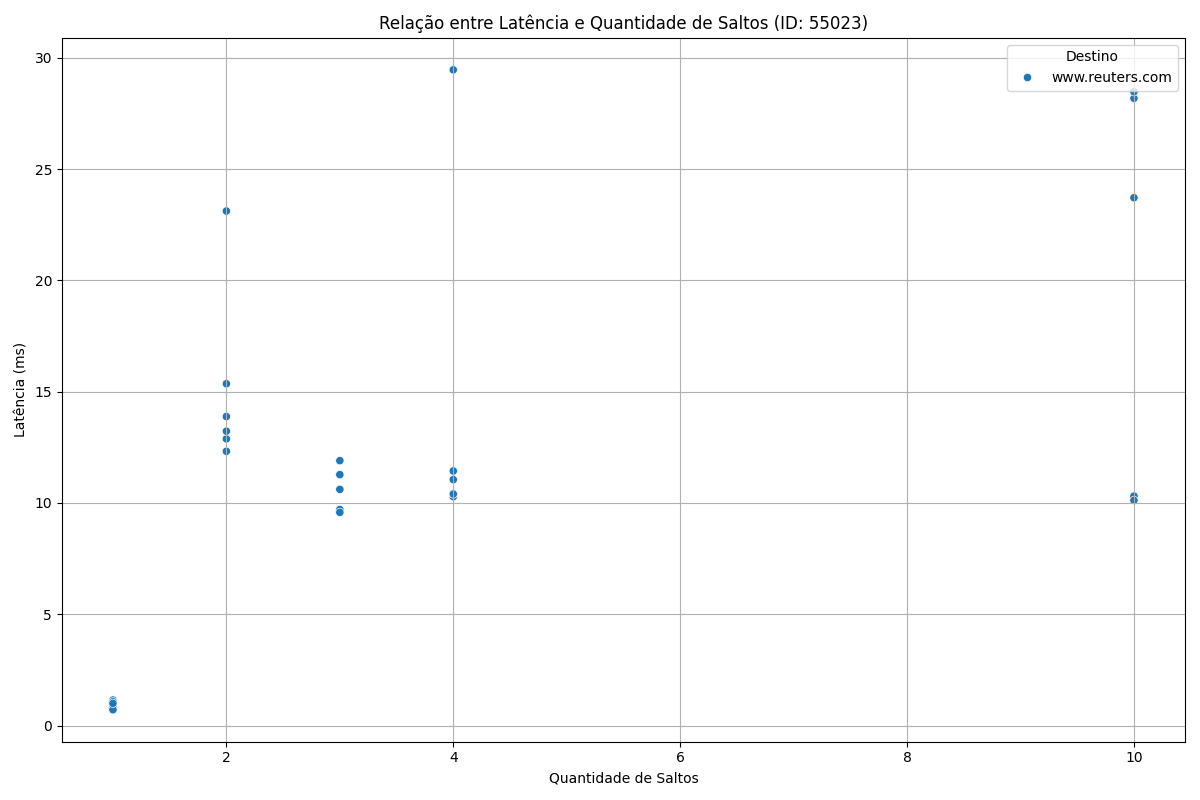 Relação entre Latência e Quantidade de Saltos (ID: 55023)
Destino
www.reuters.com
30
25
20
15
10
5
0
Latência (ms)
2
4
6
8
10
Quantidade de Saltos